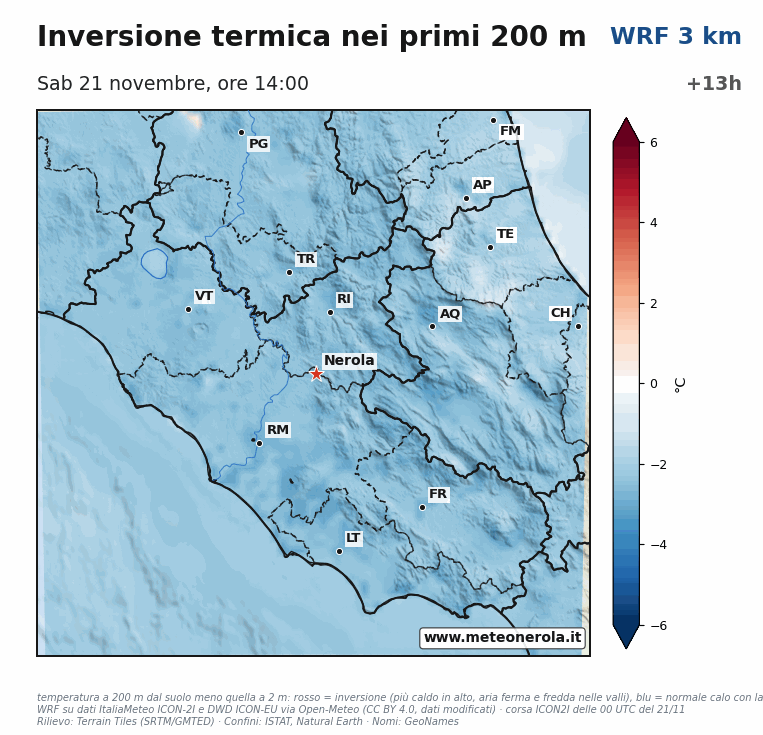 Inversione termica nei primi 200 m WRF 3 km
Sab 21 novembre, ore 14:00 +13h
FM
PG
AP
TE
TR
VT
RI
AQ
CH
Nerola
RM
FR
LT
www.meteonerola.it
6
4
2
0
−2
−4
−6
°C
temperatura a 200 m dal suolo meno quella a 2 m: rosso = inversione (più caldo in alto, aria ferma e fredda nelle valli), blu = normale calo con la
WRF su dati ItaliaMeteo ICON-2I e DWD ICON-EU via Open-Meteo (CC BY 4.0, dati modificati) · corsa ICON2I delle 00 UTC del 21/11
Rilievo: Terrain Tiles (SRTM/GMTED) · Confini: ISTAT, Natural Earth · Nomi: GeoNames